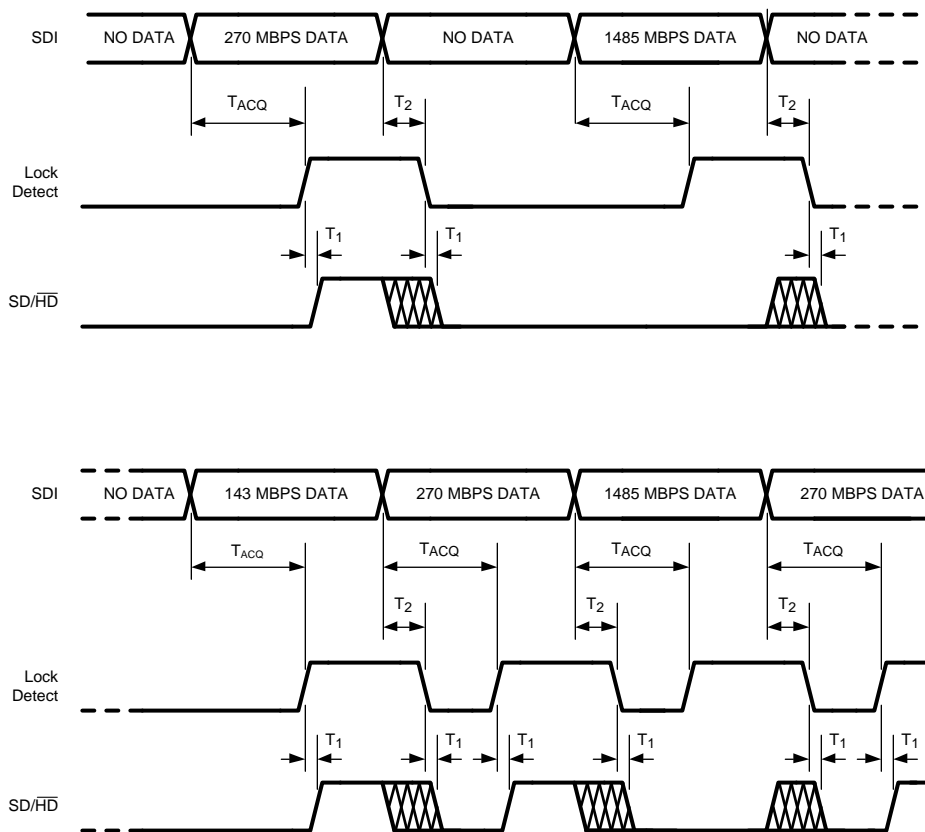 SDI NO DATA 270 MBPS DATA NO DATA 1485 MBPS DATA NO DATA
TACQ T2 TACQ T2
Lock
Detect
T1 T1 T1
SD/H̅D̅
SDI NO DATA 143 MBPS DATA 270 MBPS DATA 1485 MBPS DATA 270 MBPS DATA
TACQ TACQ TACQ TACQ
T2 T2 T2
Lock
Detect
T1 T1 T1 T1 T1 T1
SD/H̅D̅